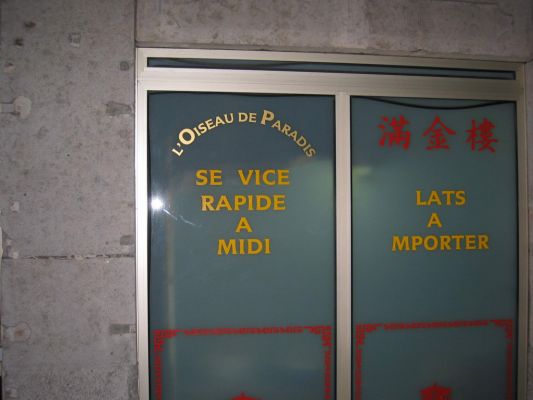 L'OISEAU DE PARADIS
SE VICE
RAPIDE
A
MIDI
滿金樓
LATS
A
MPORTER